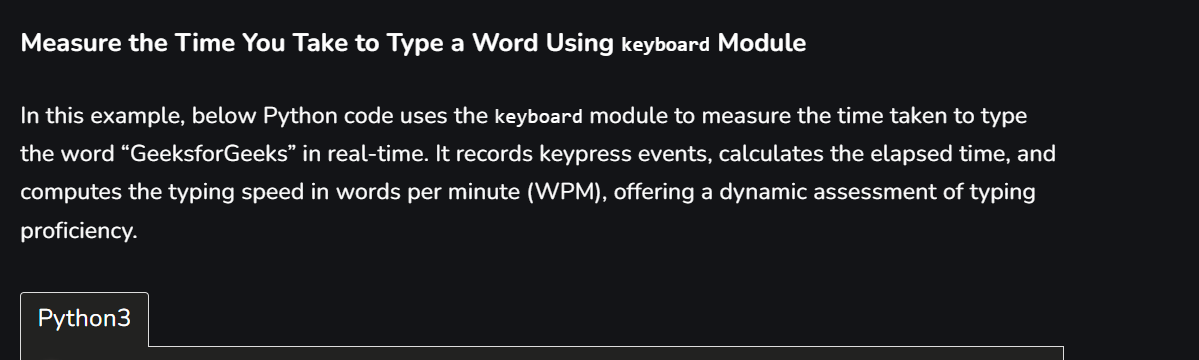 Measure the Time You Take to Type a Word Using keyboard Module
In this example, below Python code uses the keyboard module to measure the time taken to type
the word “GeeksforGeeks” in real-time. It records keypress events, calculates the elapsed time, and
computes the typing speed in words per minute (WPM), offering a dynamic assessment of typing
proficiency.
Python3